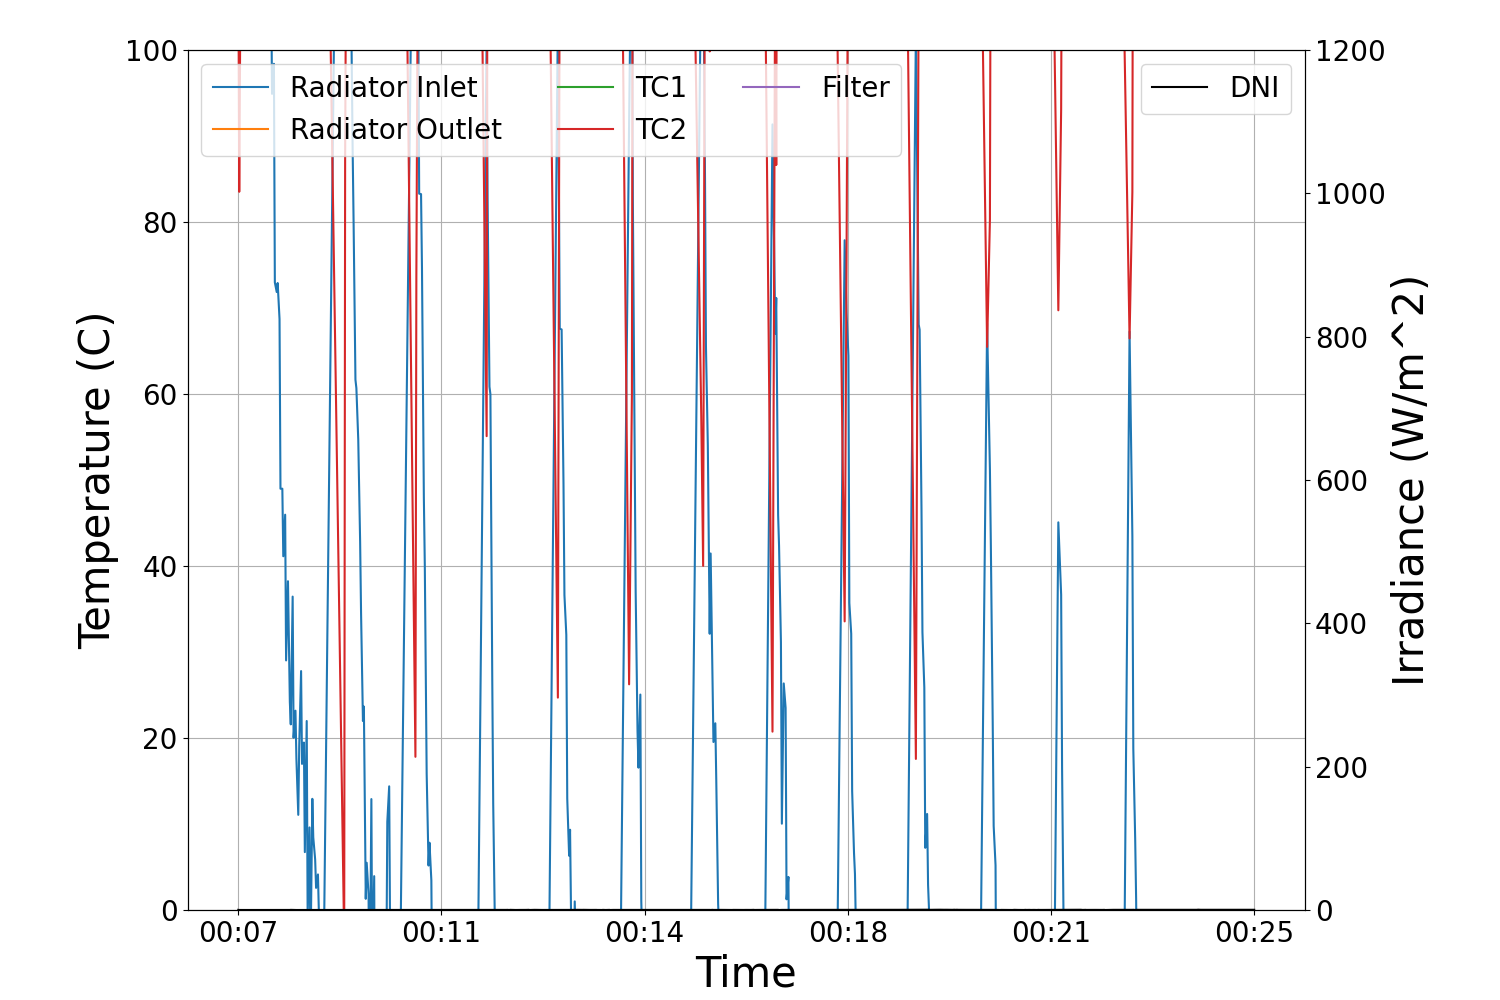 100
80
60
40
20
0
Temperature (C)
Radiator Inlet
Radiator Outlet
TC1
TC2
Filter
DNI
1200
1000
800
600
400
200
0
Irradiance (W/m^2)
00:07 00:11 00:14 00:18 00:21 00:25
Time